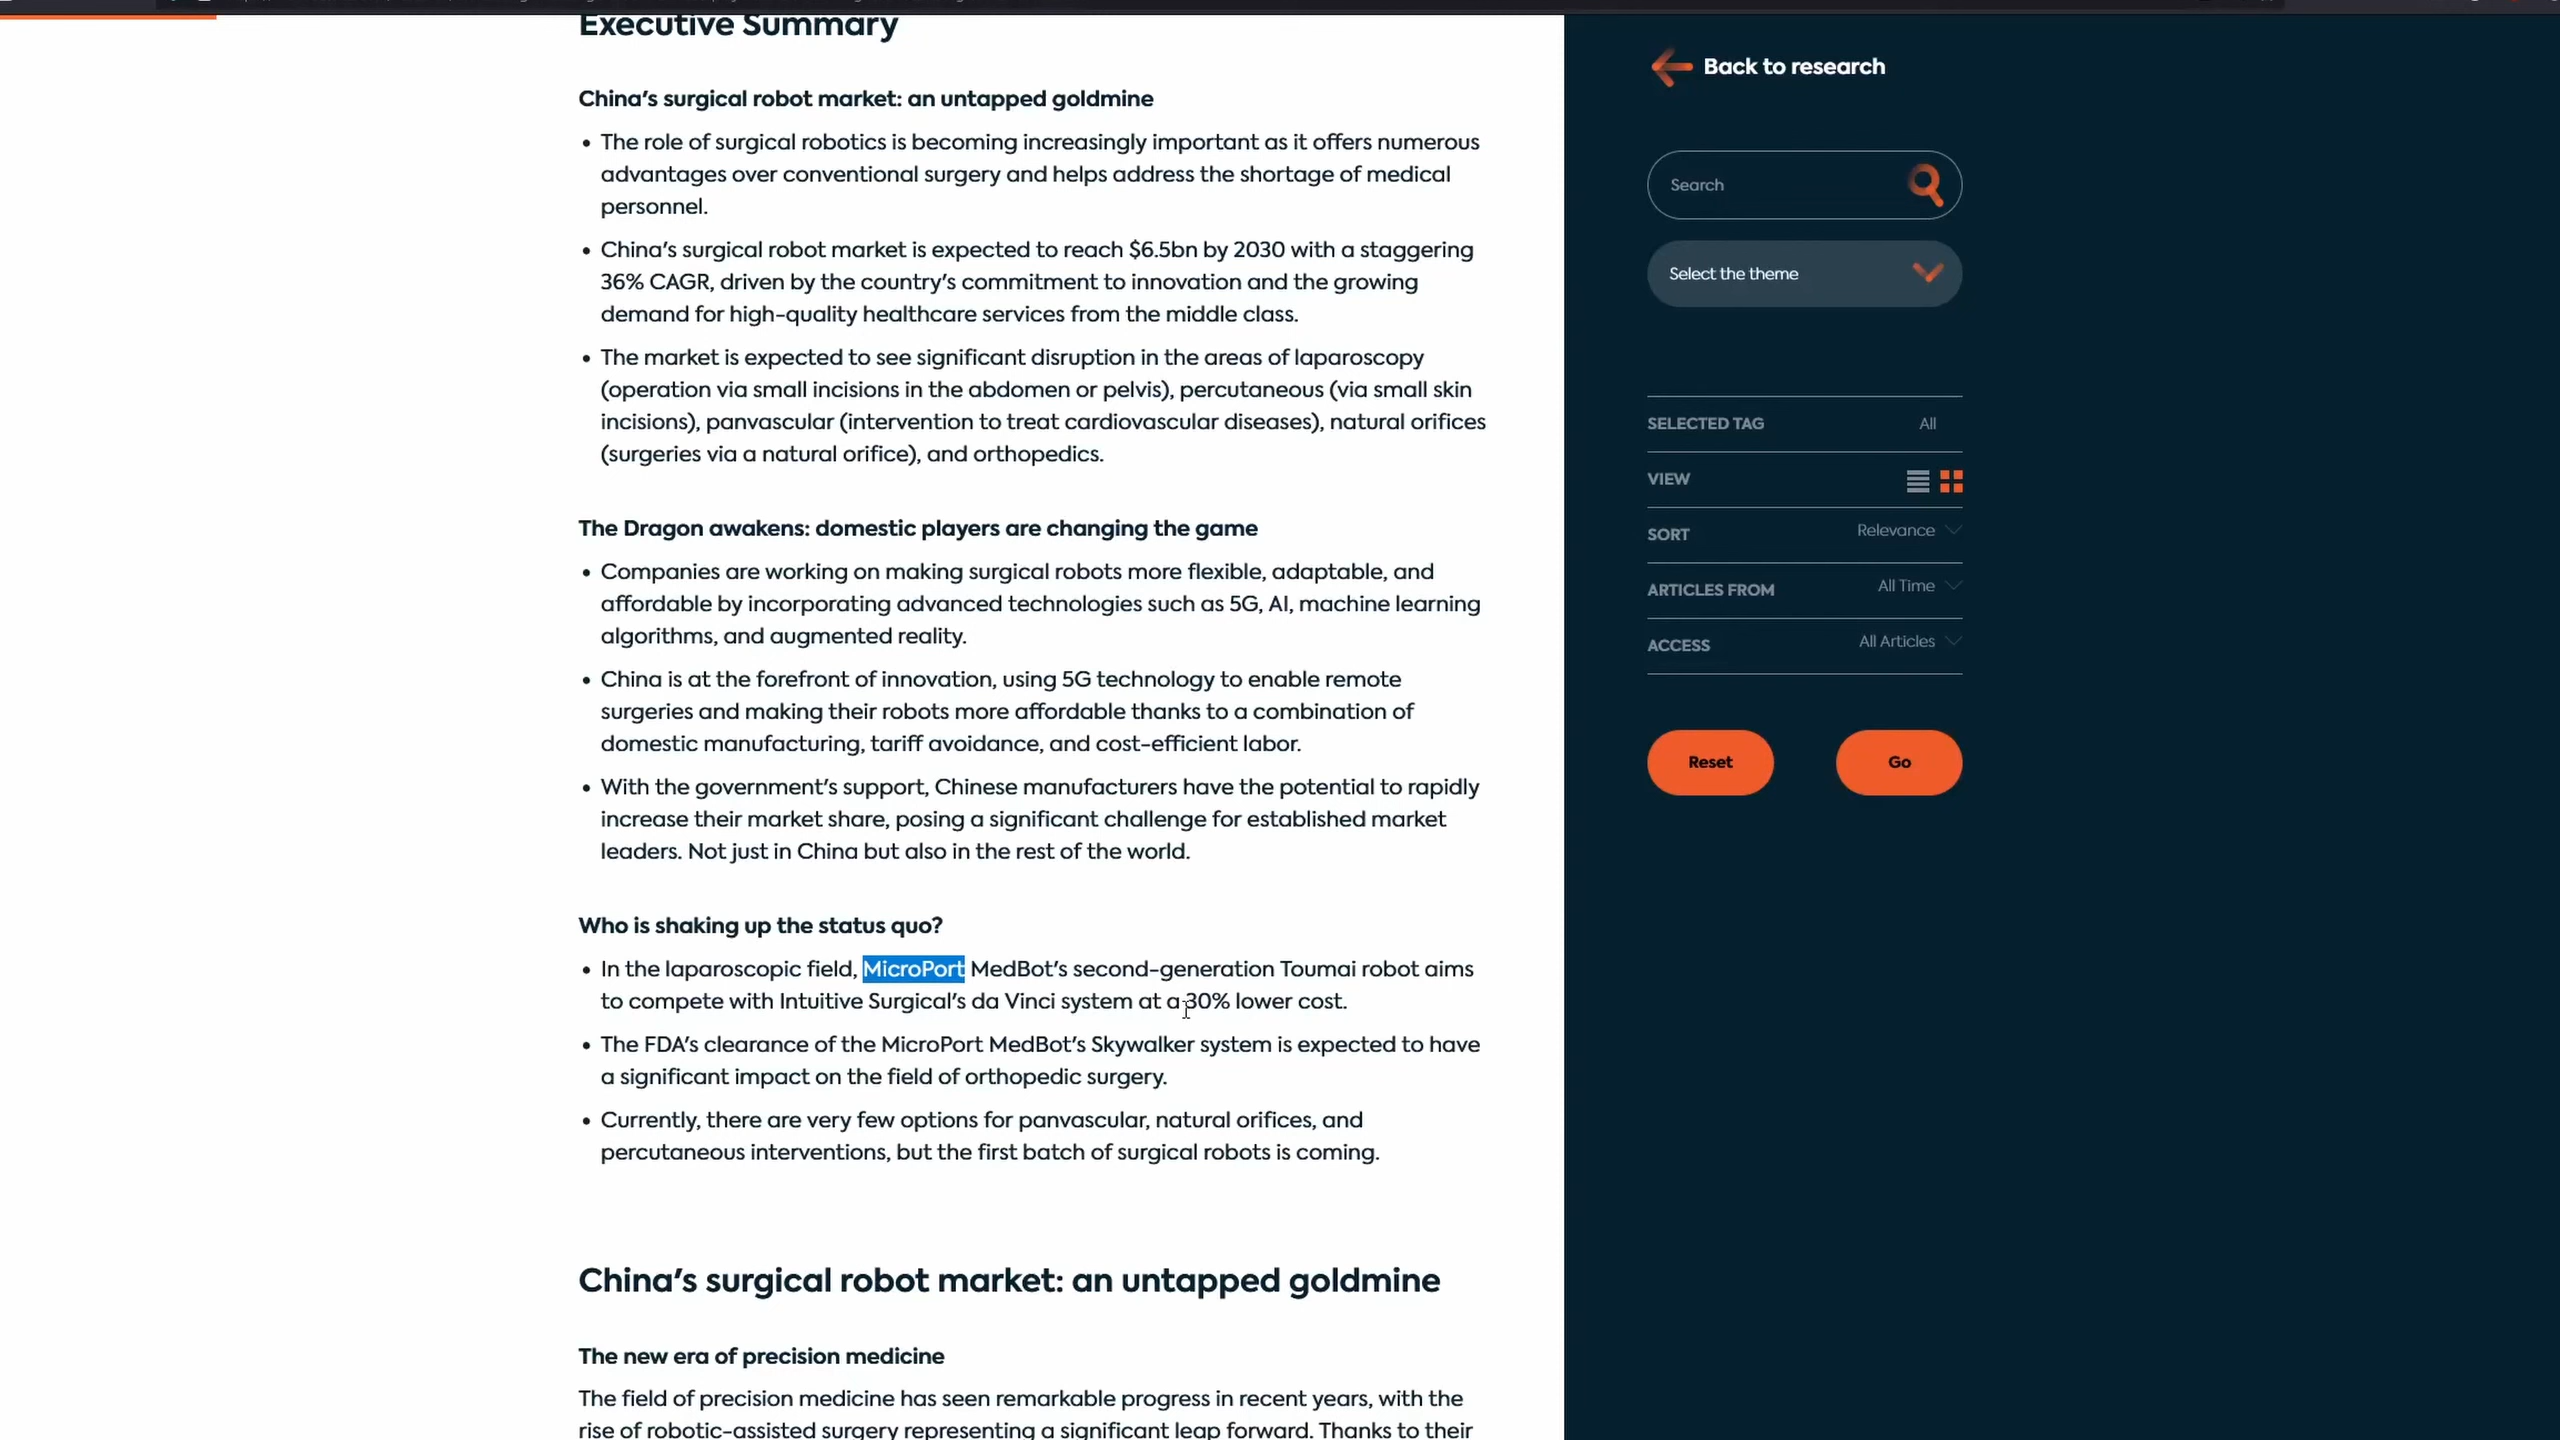 Executive Summary
China's surgical robot market: an untapped goldmine
• The role of surgical robotics is becoming increasingly important as it offers numerous
advantages over conventional surgery and helps address the shortage of medical
personnel.
• China's surgical robot market is expected to reach $6.5bn by 2030 with a staggering
36% CAGR, driven by the country's commitment to innovation and the growing
demand for high-quality healthcare services from the middle class.
• The market is expected to see significant disruption in the areas of laparoscopy
(operation via small incisions in the abdomen or pelvis), percutaneous (via small skin
incisions), panvascular (intervention to treat cardiovascular diseases), natural orifices
(surgeries via a natural orifice), and orthopedics.
The Dragon awakens: domestic players are changing the game
• Companies are working on making surgical robots more flexible, adaptable, and
affordable by incorporating advanced technologies such as 5G, AI, machine learning
algorithms, and augmented reality.
• China is at the forefront of innovation, using 5G technology to enable remote
surgeries and making their robots more affordable thanks to a combination of
domestic manufacturing, tariff avoidance, and cost-efficient labor.
• With the government's support, Chinese manufacturers have the potential to rapidly
increase their market share, posing a significant challenge for established market
leaders. Not just in China but also in the rest of the world.
Who is shaking up the status quo?
• In the laparoscopic field, MicroPort MedBot's second-generation Toumai robot aims
to compete with Intuitive Surgical's da Vinci system at a 30% lower cost.
• The FDA's clearance of the MicroPort MedBot's Skywalker system is expected to have
a significant impact on the field of orthopedic surgery.
• Currently, there are very few options for panvascular, natural orifices, and
percutaneous interventions, but the first batch of surgical robots is coming.
China's surgical robot market: an untapped goldmine
The new era of precision medicine
The field of precision medicine has seen remarkable progress in recent years, with the
rise of robotic-assisted surgery representing a significant leap forward. Thanks to their
Back to research
Search
Select the theme
SELECTED TAG All
VIEW
SORT Relevance
ARTICLES FROM All Time
ACCESS All Articles
Reset Go